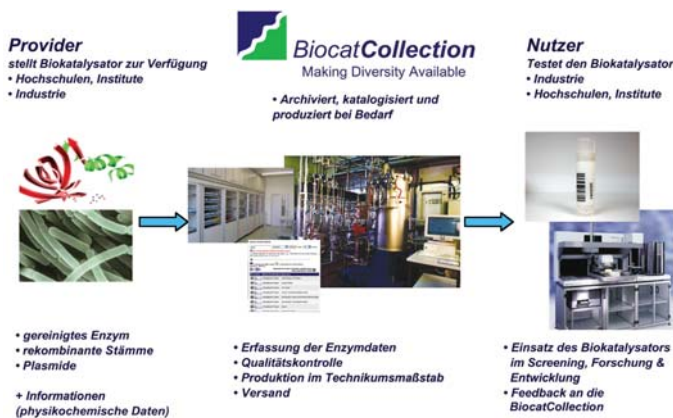 Provider
stellt Biokatalysator zur Verfügung
• Hochschulen, Institute
• Industrie
BiocatCollection
Making Diversity Available
• Archiviert, katalogisiert und
produziert bei Bedarf
Nutzer
Testet den Biokatalysator
• Industrie
• Hochschulen, Institute
• gereinigtes Enzym
• rekombinante Stämme
• Plasmide
+ Informationen
(physikochemische Daten)
• Erfassung der Enzymdaten
• Qualitätskontrolle
• Produktion im Technikumsmaßstab
• Versand
• Einsatz des Biokatalysators
im Screening, Forschung &
Entwicklung
• Feedback an die
BiocatCollection